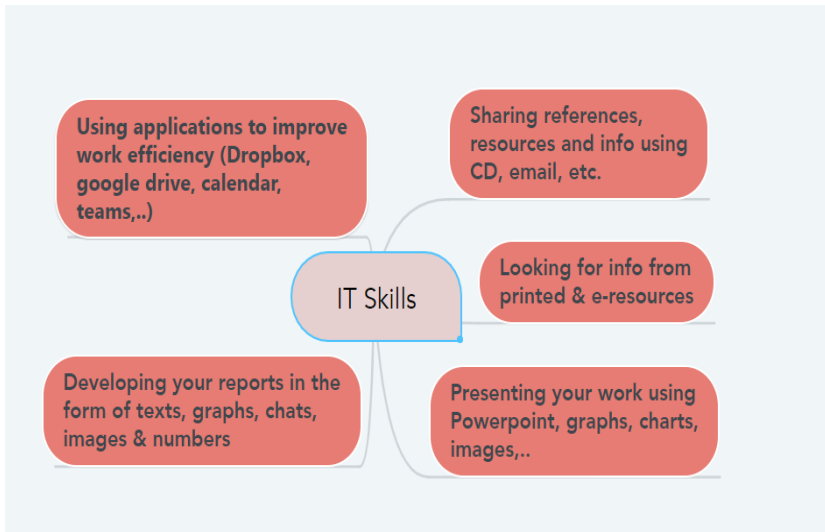 Using applications to improve
work efficiency (Dropbox,
google drive, calendar,
teams,..)
Sharing references,
resources and info using
CD, email, etc.
IT Skills
Looking for info from
printed & e-resources
Developing your reports in the
form of texts, graphs, chats,
images & numbers
Presenting your work using
Powerpoint, graphs, charts,
images,..